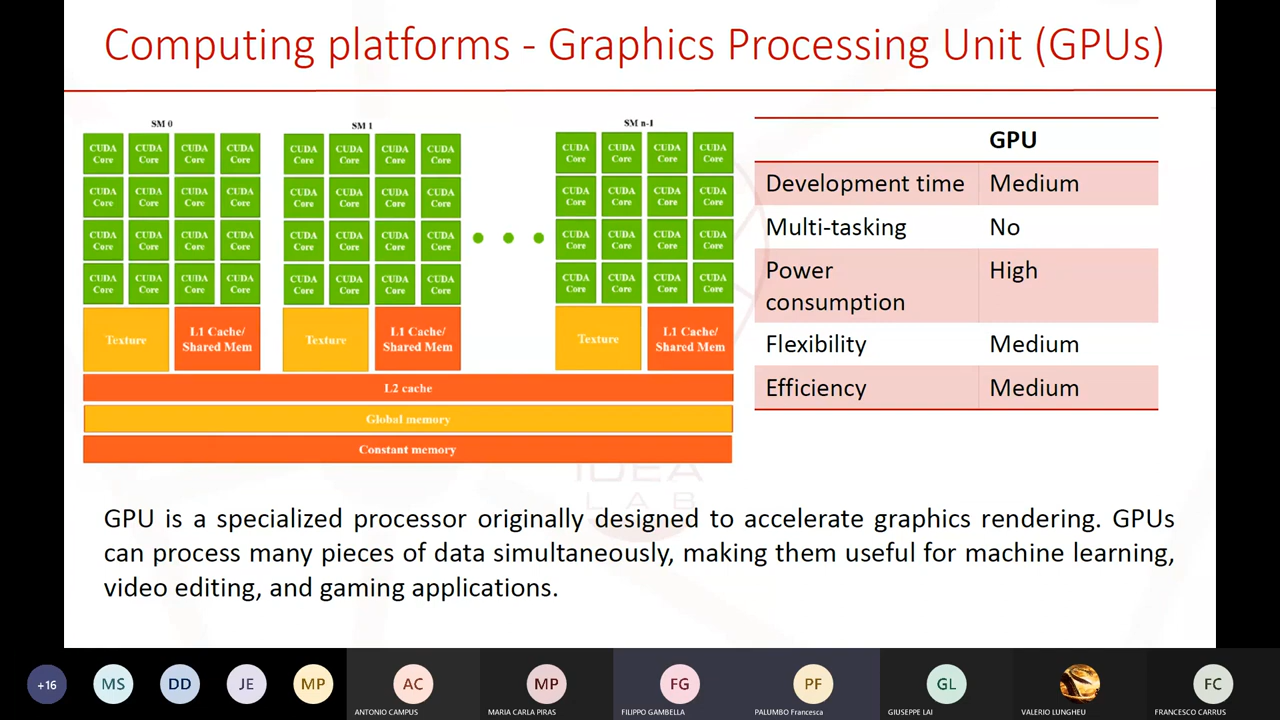 Computing platforms - Graphics Processing Unit (GPUs)
SM 0
SM 1
SM n-1
CUDA Core CUDA Core CUDA Core CUDA Core CUDA Core CUDA Core CUDA Core CUDA Core CUDA Core CUDA Core CUDA Core CUDA Core
CUDA Core CUDA Core CUDA Core CUDA Core CUDA Core CUDA Core CUDA Core CUDA Core CUDA Core CUDA Core CUDA Core CUDA Core
CUDA Core CUDA Core CUDA Core CUDA Core CUDA Core CUDA Core CUDA Core CUDA Core CUDA Core CUDA Core CUDA Core CUDA Core
CUDA Core CUDA Core CUDA Core CUDA Core CUDA Core CUDA Core CUDA Core CUDA Core CUDA Core CUDA Core CUDA Core CUDA Core
Texture
L1 Cache/
Shared Mem
Texture
L1 Cache/
Shared Mem
Texture
L1 Cache/
Shared Mem
L2 cache
Global memory
Constant memory
GPU
Development time Medium
Multi-tasking No
Power High
consumption
Flexibility Medium
Efficiency Medium
IDEA
LAB
GPU is a specialized processor originally designed to accelerate graphics rendering. GPUs
can process many pieces of data simultaneously, making them useful for machine learning,
video editing, and gaming applications.
+16 MS DD JE MP AC MP FG PF GL FC
ANTONIO CAMPUS MARIA CARLA PIRAS FILIPPO GAMBELLA PALUMBO Francesca GIUSEPPE LAI VALERIO LUNGHEU FRANCESCO CARRUS